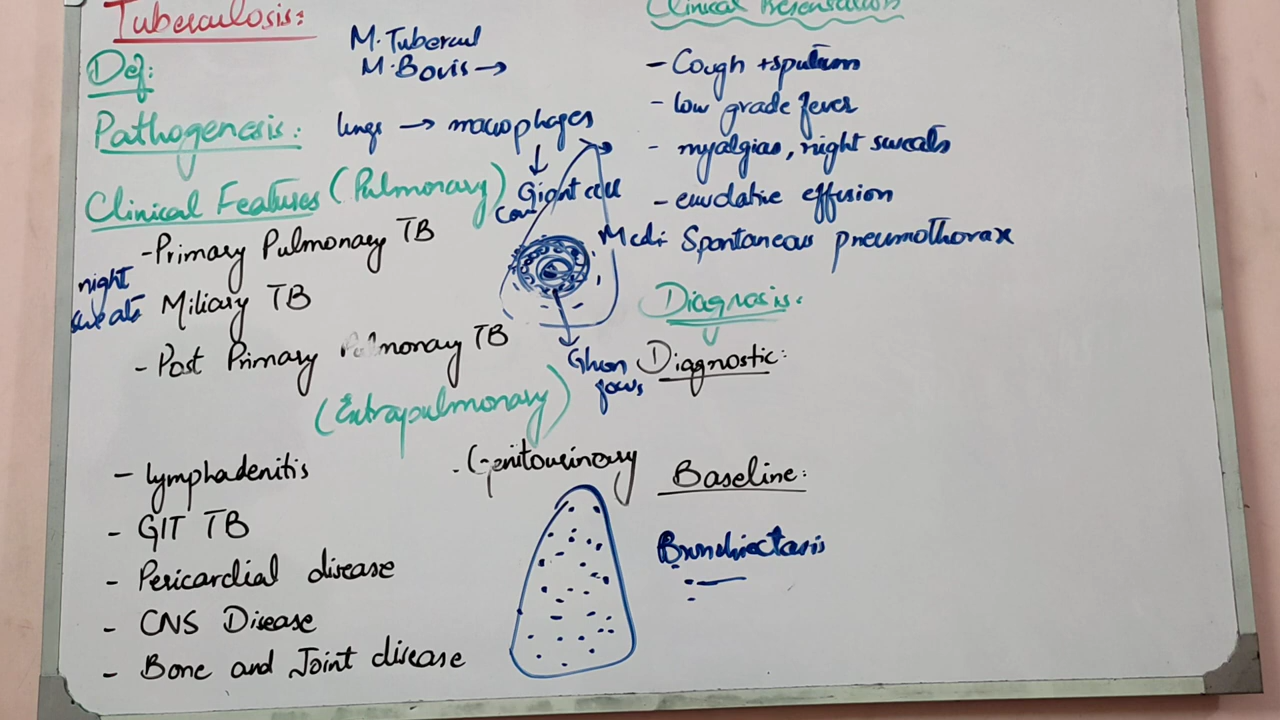 Tuberculosis:
Def:
M. Tubercul
M. Bovis →
Pathogenesis:
lungs → macrophages
↓
Giant cell
Clinical Features (Pulmonary)
- Primary Pulmonary TB
night
sweats
Miliary TB
- Post Primary Pulmonary TB
Ghon
focus
(Extrapulmonary)
- lymphadenitis
- GIT TB
- Pericardial disease
- CNS Disease
- Bone and Joint disease
- Genitourinary
Clinical Presentation
- Cough + sputum
- low grade fever
- myalgias, night sweats
- exudative effusion
Spontaneous pneumothorax
Diagnosis:
Diagnostic:
Baseline:
Bronchiectasis